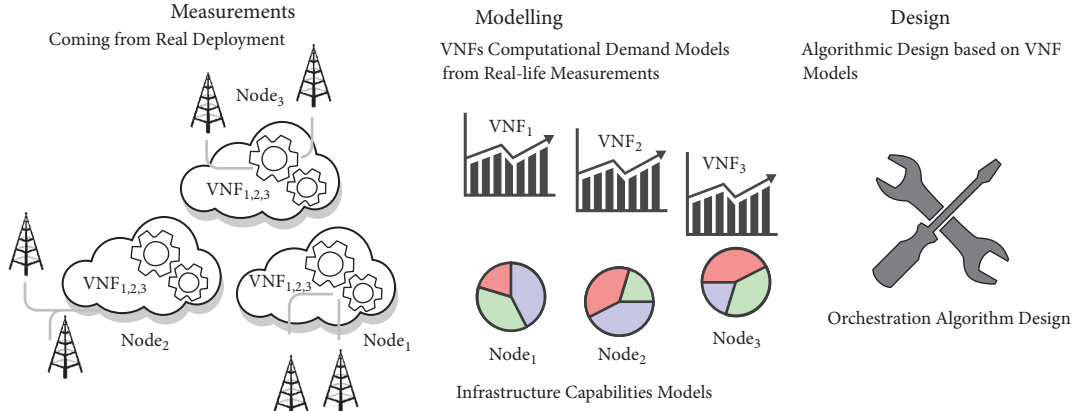 Measurements
Coming from Real Deployment
Node₃
VNF₁,₂,₃
VNF₁,₂,₃
VNF₁,₂,₃
Node₂
Node₁
Modelling
VNFs Computational Demand Models
from Real-life Measurements
VNF₁
VNF₂
VNF₃
Node₁
Node₂
Node₃
Infrastructure Capabilities Models
Design
Algorithmic Design based on VNF
Models
Orchestration Algorithm Design